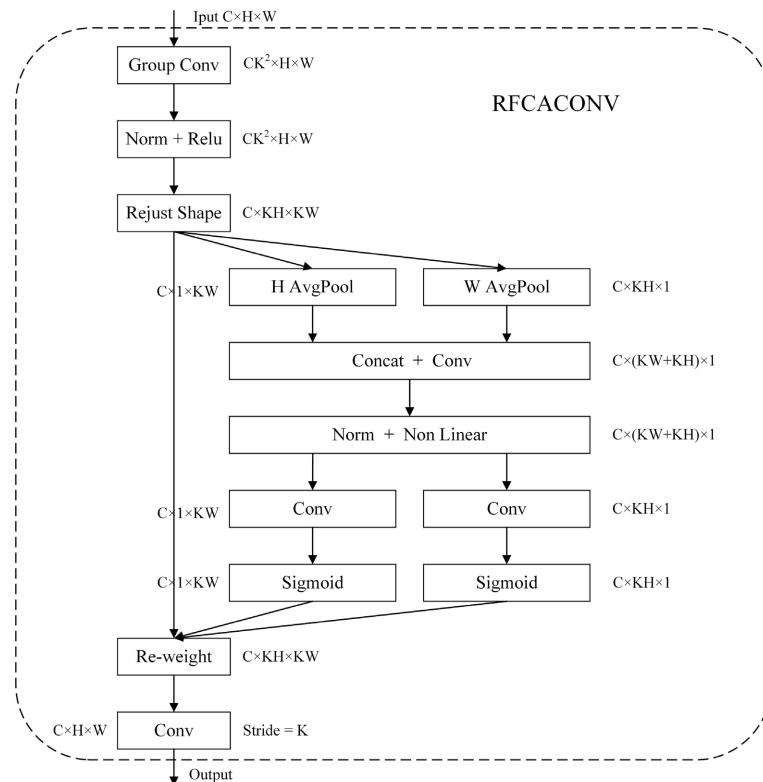 Iput C×H×W
Group Conv CK²×H×W
RFCACONV
Norm + Relu CK²×H×W
Rejust Shape C×KH×KW
C×1×KW H AvgPool W AvgPool C×KH×1
Concat + Conv C×(KW+KH)×1
Norm + Non Linear C×(KW+KH)×1
C×1×KW Conv Conv C×KH×1
C×1×KW Sigmoid Sigmoid C×KH×1
Re-weight C×KH×KW
C×H×W Conv Stride = K
Output